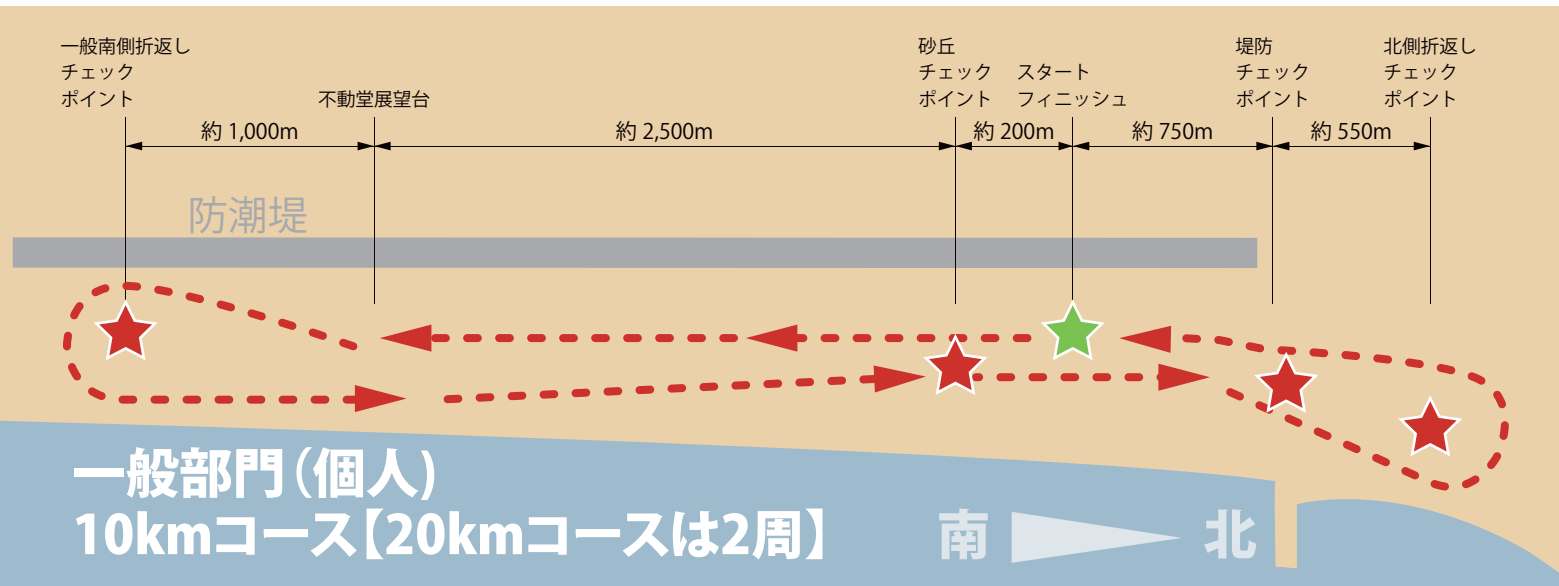 一般南側折返し
チェック
ポイント
不動堂展望台
砂丘
チェック
ポイント
スタート
フィニッシュ
堤防
チェック
ポイント
北側折返し
チェック
ポイント
約 1,000m
約 2,500m
約 200m
約 750m
約 550m
防潮堤
一般部門（個人）
10kmコース【20kmコースは2周】
南
北